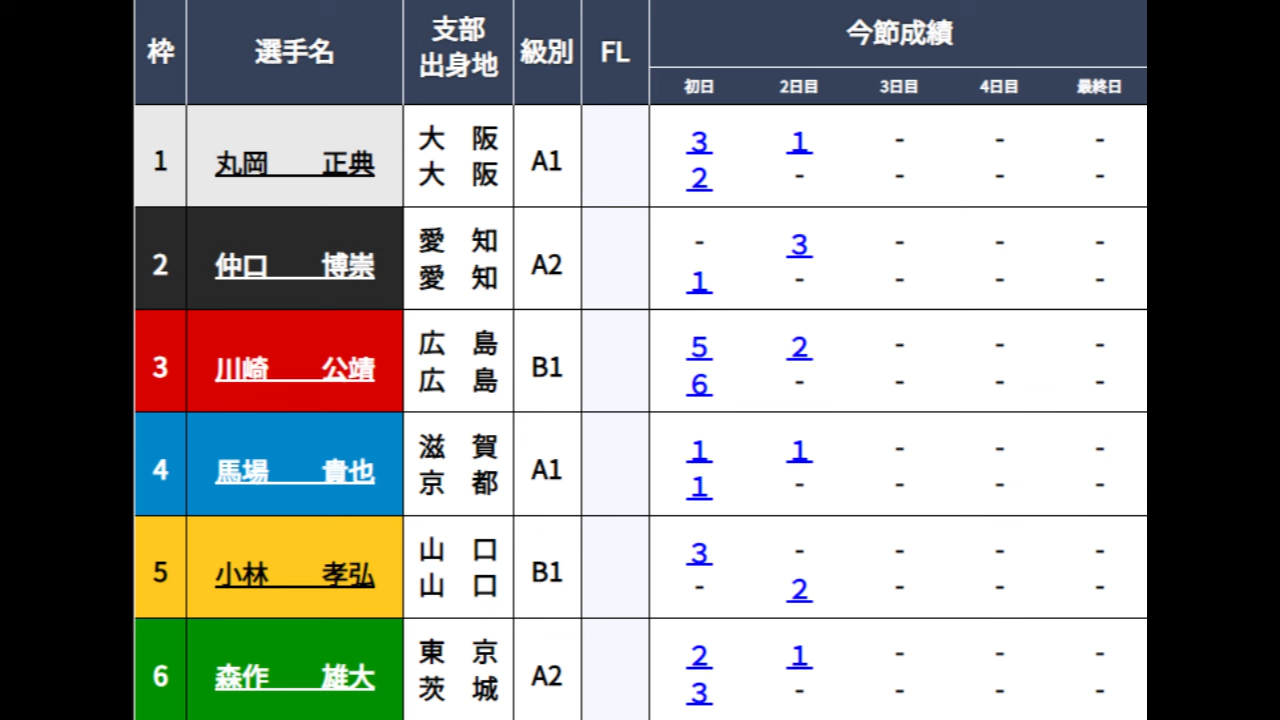 枠 選手名 支部 出身地 級別 FL 今節成績
初日 2日目 3日目 4日目 最終日
1 丸岡 正典 大 阪 A1 3 1 - - -
大 阪 2 - - - -
2 仲口 博崇 愛 知 A2 - 3 - - -
愛 知 1 - - - -
3 川崎 公靖 広 島 B1 5 2 - - -
広 島 6 - - - -
4 馬場 貴也 滋 賀 A1 1 1 - - -
京 都 1 - - - -
5 小林 孝弘 山 口 B1 3 - - - -
山 口 - 2 - - -
6 森作 雄大 東 京 A2 2 1 - - -
茨 城 3 - - - -